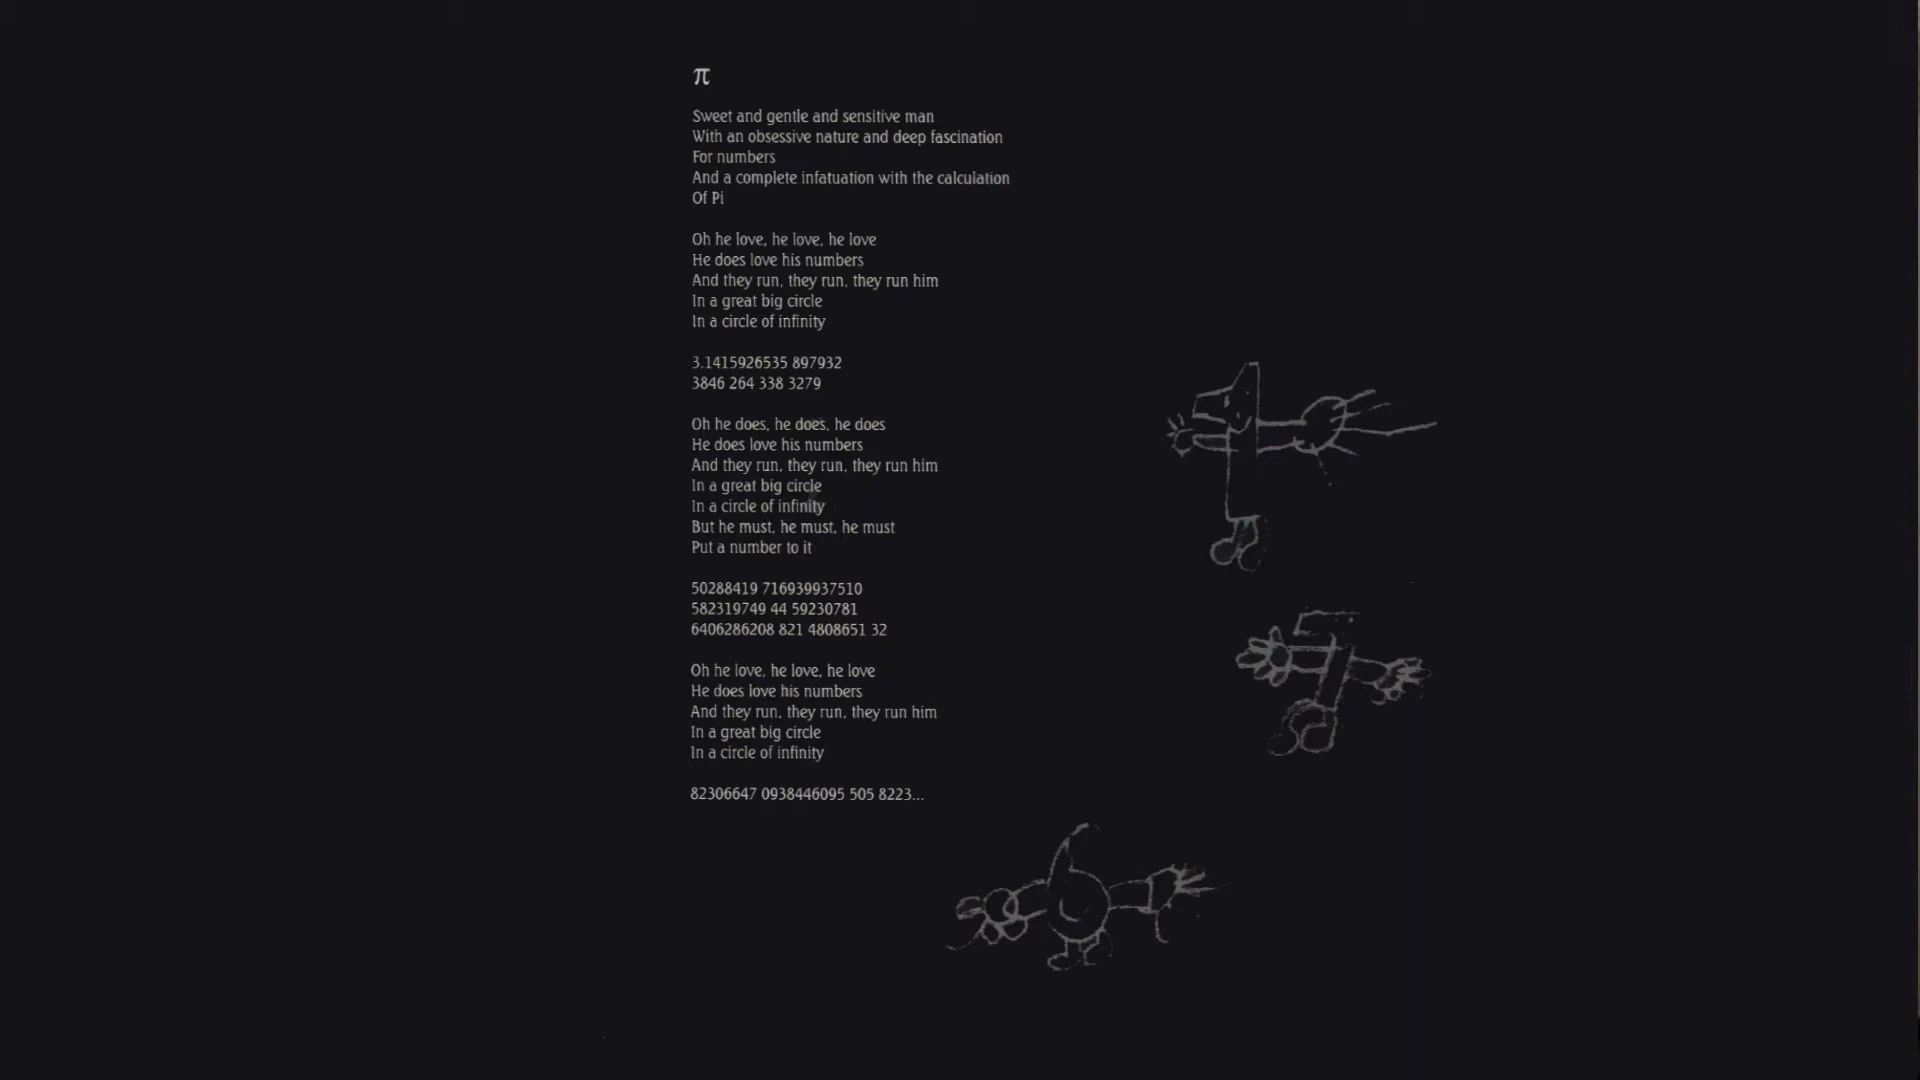 π
Sweet and gentle and sensitive man
With an obsessive nature and deep fascination
For numbers
And a complete infatuation with the calculation
Of Pi
Oh he love, he love, he love
He does love his numbers
And they run, they run, they run him
In a great big circle
In a circle of infinity
3.1415926535 897932
3846 264 338 3279
Oh he does, he does, he does
He does love his numbers
And they run, they run, they run him
In a great big circle
In a circle of infinity
But he must, he must, he must
Put a number to it
50288419 716939937510
582319749 44 59230781
6406286208 821 4808651 32
Oh he love, he love, he love
He does love his numbers
And they run, they run, they run him
In a great big circle
In a circle of infinity
82306647 0938446095 505 8223...